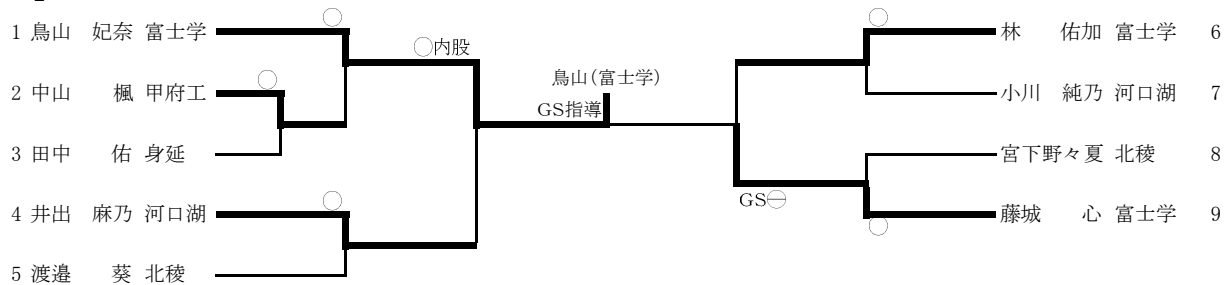 1 鳥山 妃奈 富士学
2 中山 楓 甲府工
3 田中 佑 身延
4 井出 麻乃 河口湖
5 渡邉 葵 北稜
○
○
○
○内股
鳥山(富士学)
GS指導
○
GS⊖
○
林 佑加 富士学 6
小川 純乃 河口湖 7
宮下野々夏 北稜 8
藤城 心 富士学 9